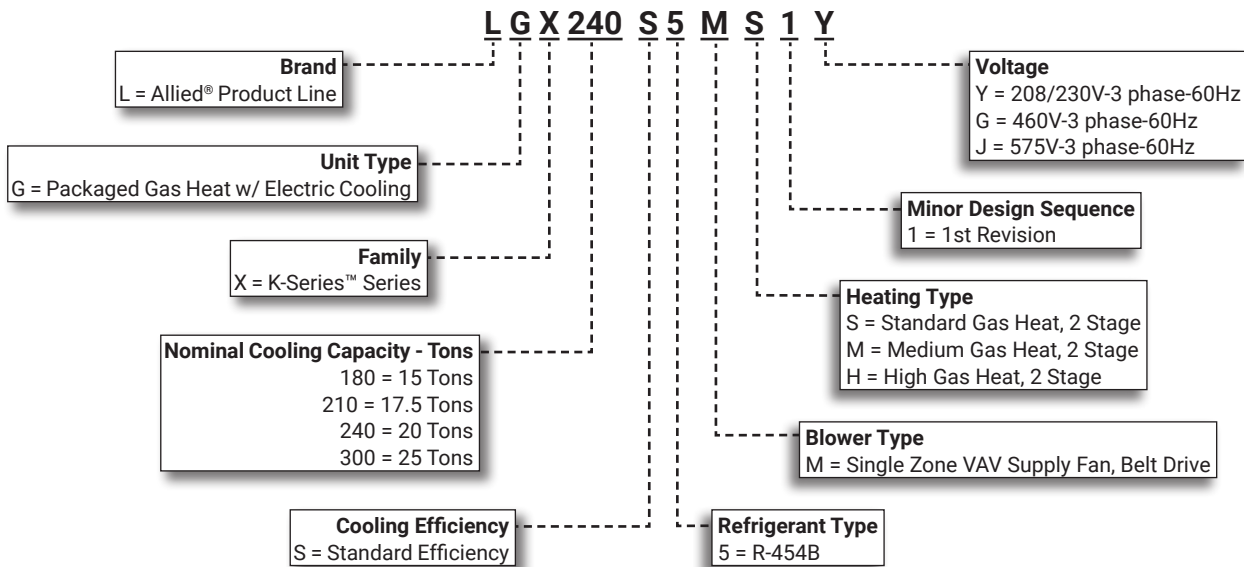 L G X 240 S 5 M S 1 Y
Brand
L = Allied® Product Line
Unit Type
G = Packaged Gas Heat w/ Electric Cooling
Family
X = K-Series™ Series
Nominal Cooling Capacity - Tons
180 = 15 Tons
210 = 17.5 Tons
240 = 20 Tons
300 = 25 Tons
Cooling Efficiency
S = Standard Efficiency
Refrigerant Type
5 = R-454B
Blower Type
M = Single Zone VAV Supply Fan, Belt Drive
Heating Type
S = Standard Gas Heat, 2 Stage
M = Medium Gas Heat, 2 Stage
H = High Gas Heat, 2 Stage
Minor Design Sequence
1 = 1st Revision
Voltage
Y = 208/230V-3 phase-60Hz
G = 460V-3 phase-60Hz
J = 575V-3 phase-60Hz